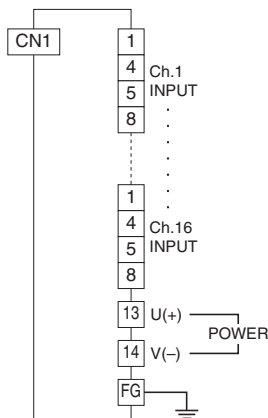 CN1
1
4
5
8
Ch.1
INPUT
1
4
5
8
Ch.16
INPUT
13 U(+)
14 V(–)
POWER
FG